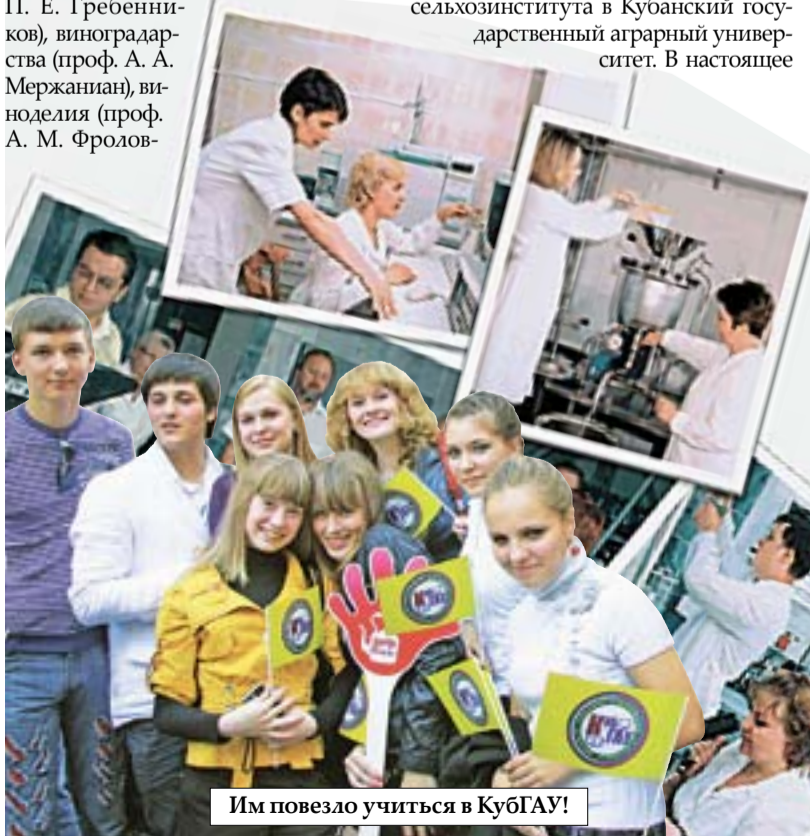 П. Е. Гребенни-
ков), виноградар-
ства (проф. А. А.
Мержаниан), ви-
ноделия (проф.
А. М. Фролов-
сельхозинститута в Кубанский госу-
дарственный аграрный универ-
ситет. В настоящее
Им повезло учиться в КубГАУ!